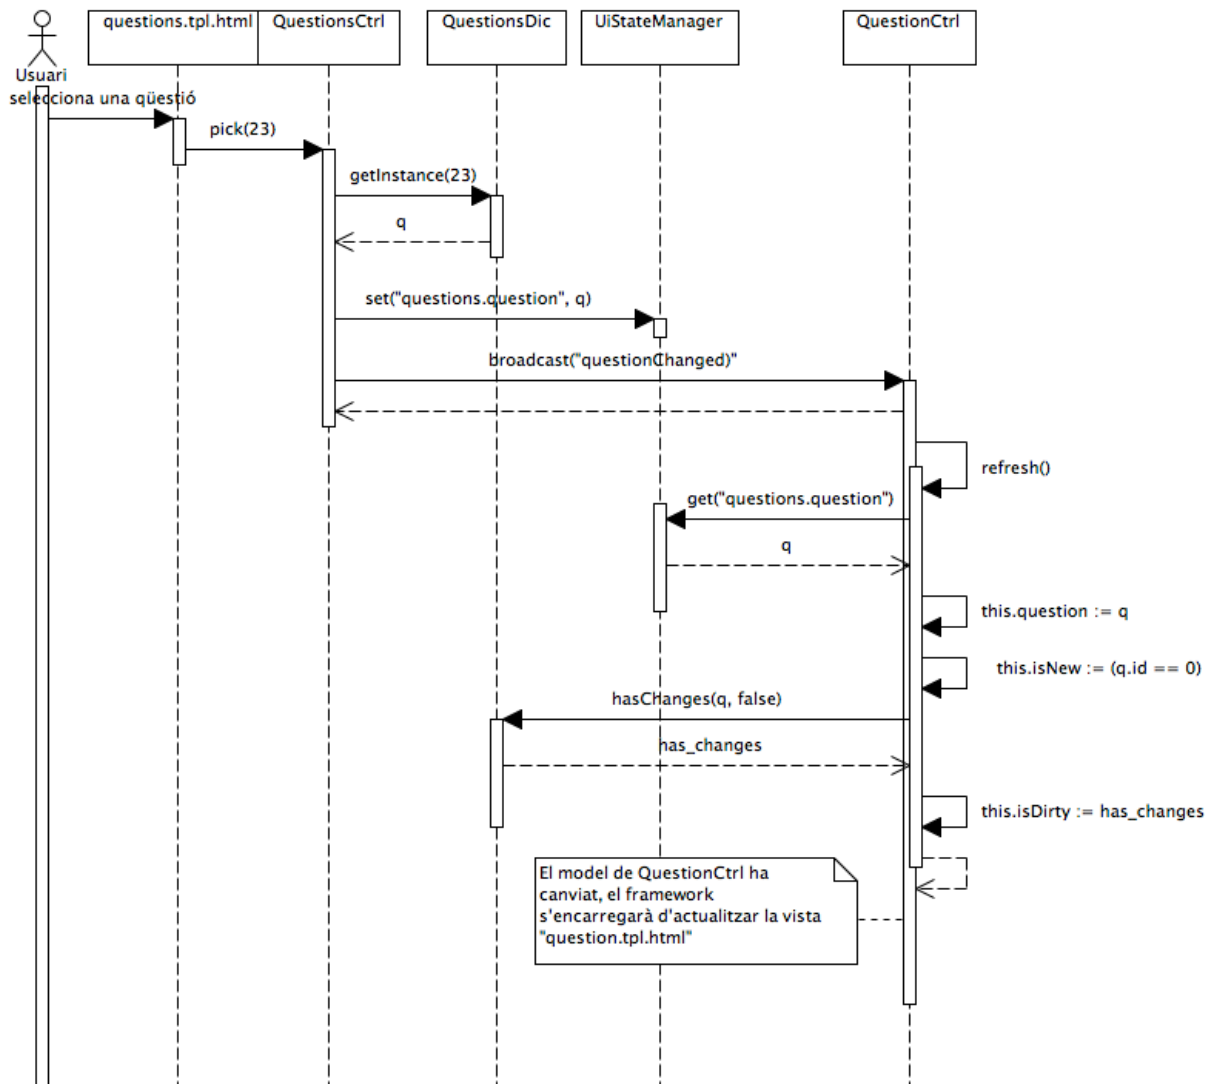 questions.tpl.html
QuestionsCtrl
QuestionsDic
UiStateManager
QuestionCtrl
Usuari
selecciona una qüestió
pick(23)
getInstance(23)
q
set("questions.question", q)
broadcast("questionChanged)"
refresh()
get("questions.question")
q
this.question := q
this.isNew := (q.id == 0)
hasChanges(q, false)
has_changes
this.isDirty := has_changes
El model de QuestionCtrl ha
canviat, el framework
s'encarregarà d'actualitzar la vista
"question.tpl.html"